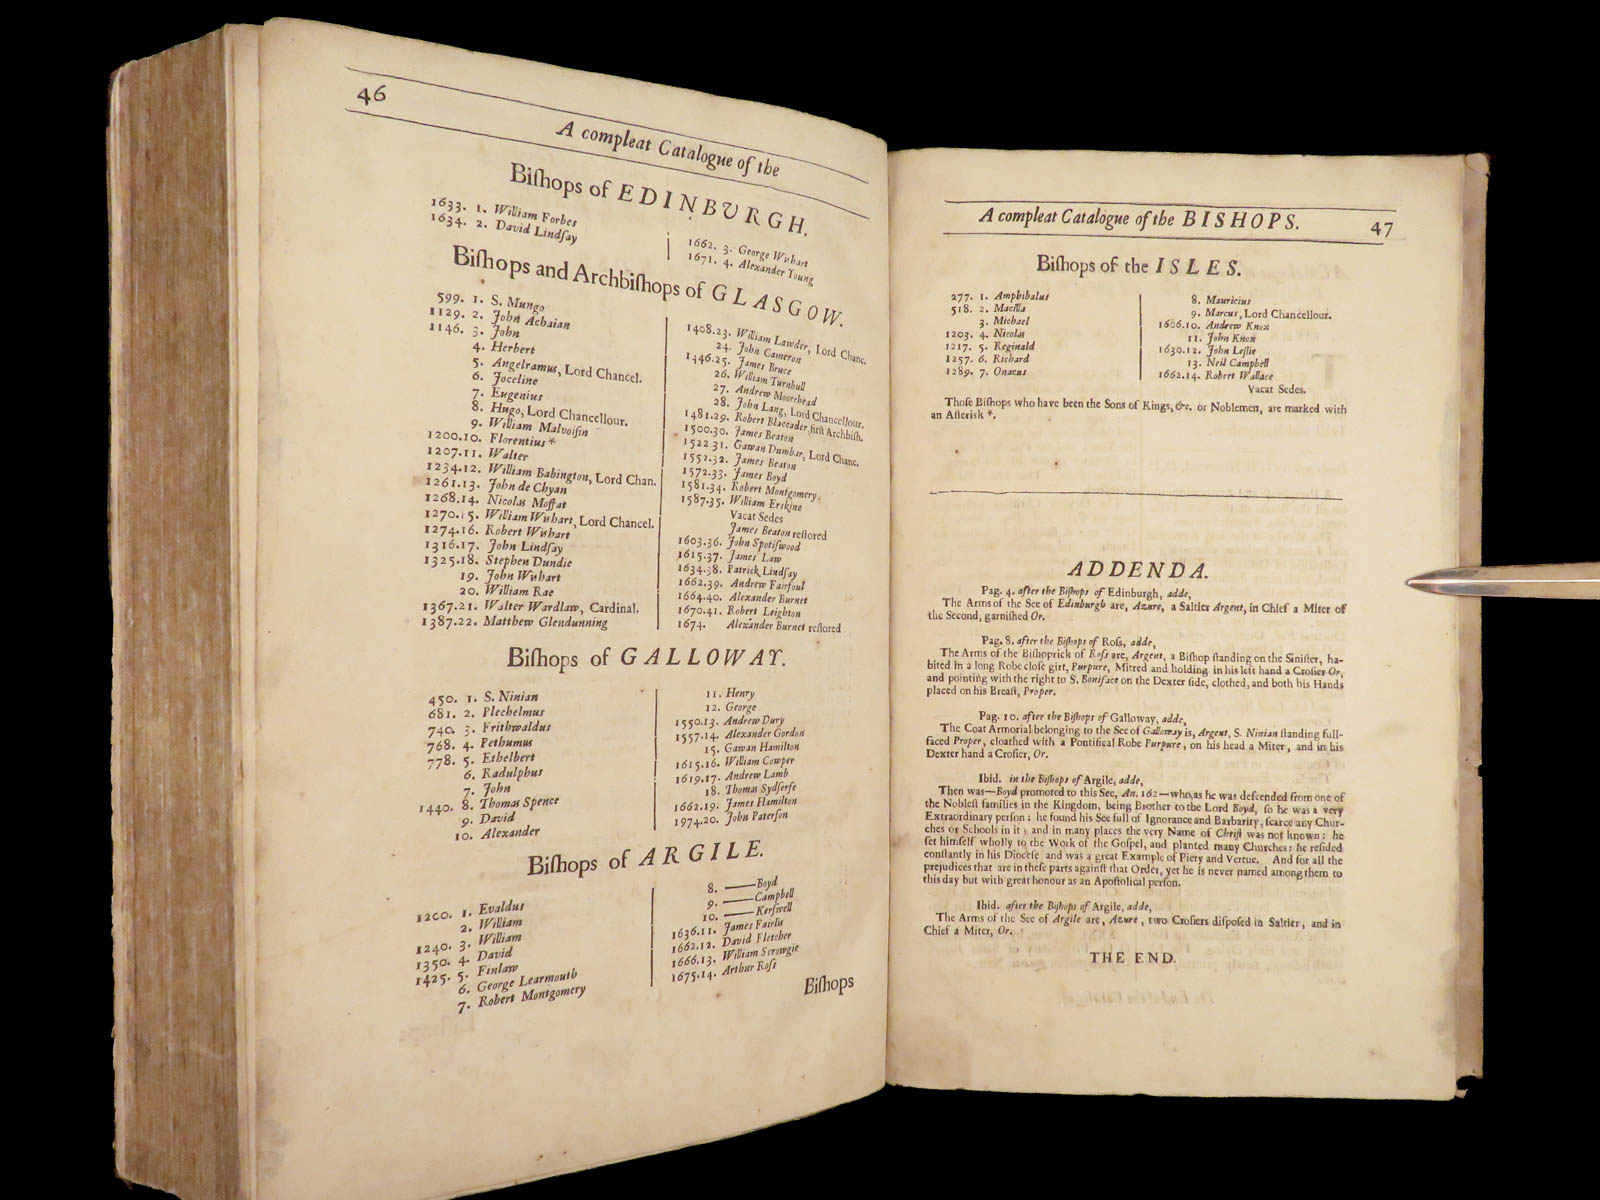 46
A compleat Catalogue of the
Biſhops of EDINBURGH.
1633. 1. William Forbes
1634. 2. David Lindſay
1662. 3. George Wiſhart
1671. 4. Alexander Young
Biſhops and Archbiſhops of GLASGOW.
599. 1. S. Mungo
1129. 2. John Achaian
1146. 3. John
4. Herbert
5. Angelramus, Lord Chancel.
6. Joceline
7. Eugenius
8. Hugo, Lord Chancellour.
9. William Malvoiſin
1200.10. Florentius *
1207.11. Walter
1234.12. William Babington, Lord Chan.
1261.13. John de Chyan
1268.14. Nicolas Moffat
1270.15. William Wiſhart, Lord Chancel.
1274.16. Robert Wiſhart
1316.17. John Lindſay
1325.18. Stephen Dundie
19. John Wiſhart
20. William Rae
1367.21. Walter Wardlaw, Cardinal.
1387.22. Matthew Glendunning
1408.23. William Lawder, Lord Chanc.
24. John Cameron
1446.25. James Bruce
26. William Turnbull
27. Andrew Moorehead
28. John Lang, Lord Chancellour.
1481.29. Robert Blaccader, firſt Archbiſh.
1500.30. James Beaton
1522 31. Gawan Dumbar, Lord Chanc.
1552.32. James Beaton
1572.33. James Boyd
1581.34. Robert Montgomery.
1587.35. William Erskine
Vacat Sedes
James Beaton reſtored
1603.36. John Spotiſwood
1615.37. James Law
1634.38. Patrick Lindſay
1662.39. Andrew Fairfoul
1664.40. Alexander Burnet
1670.41. Robert Leighton
1674. Alexander Burnet reſtored
Biſhops of GALLOWAY.
450. 1. S. Ninian
681. 2. Plechelmus
740. 3. Frithwaldus
768. 4. Pethumus
778. 5. Ethelbert
6. Radulphus
7. John
1440. 8. Thomas Spence
9. David
10. Alexander
11. Henry
12. George
1550.13. Andrew Dury
1557.14. Alexander Gordon
15. Gawan Hamilton
1615.16. William Cowper
1619.17. Andrew Lamb
18. Thomas Sydſerfe
1662.19. James Hamilton
1974.20. John Paterſon
Biſhops of ARGILE.
1200. 1. Evaldus
2. William
1240. 3. William
1350. 4. David
1425. 5. Finlaw
6. George Learmouth
7. Robert Montgomery
8. ——Boyd
9. ——Campbell
10. ——Kerſwell
1636.11. James Fairlis
1662.12. David Fletcher
1666.13. William Scrowgie
1675.14. Arthur Roſs
Biſhops
A compleat Catalogue of the BISHOPS. 47
Biſhops of the ISLES.
277. 1. Amphibalus
518. 2. Macilla
3. Michael
1203. 4. Nicolas
1217. 5. Reginald
1257. 6. Richard
1289. 7. Onacus
8. Mauricius
9. Marcus, Lord Chancellour.
1606.10. Andrew Knox
11. John Knox
1630.12. John Leſlie
13. Neil Campbell
1662.14. Robert Wallace
Vacat Sedes.
Thoſe Biſhops who have been the Sons of Kings, &c. or Noblemen, are marked with
an Aſterisk *.
ADDENDA.
Pag. 4. after the Biſhops of Edinburgh, adde,
The Arms of the See of Edinburgh are, Azure, a Saltier Argent, in Chief a Miter of
the Second, garniſhed Or.
Pag. 8. after the Biſhops of Roſs, adde,
The Arms of the Biſhoprick of Roſs are, Argent, a Biſhop ſtanding on the Siniſter, ha-
bited in a long Robe cloſe girt, Purpure, Mitred and holding in his left hand a Croſier Or,
and pointing with the right to S. Boniface on the Dexter ſide, clothed, and both his Hands
placed on his Breaſt, Proper.
Pag. 10. after the Biſhops of Galloway, adde,
The Coat Armorial belonging to the See of Galloway is, Argent, S. Ninian ſtanding full-
faced Proper, cloathed with a Pontifical Robe Purpure, on his head a Miter, and in his
Dexter hand a Croſier, Or.
Ibid. in the Biſhops of Argile, adde,
Then was—Boyd promoted to this See, An. 162—who, as he was deſcended from one of
the Nobleſt families in the Kingdom, being Brother to the Lord Boyd, ſo he was a very
Extraordinary perſon: he found his See full of Ignorance and Barbarity, ſcarce any Chur-
ches or Schools in it; and in many places the very Name of Chriſt was not known: he
ſet himſelf wholly to the Work of the Goſpel, and planted many Churches: he reſided
conſtantly in his Dioceſe and was a great Example of Piety and Vertue. And for all the
prejudices that are in theſe parts againſt that Order, yet he is never named among them to
this day but with great honour as an Apoſtolical perſon.
Ibid. after the Biſhops of Argile, adde,
The Arms of the See of Argile are, Azure, two Croſiers diſpoſed in Saltier, and in
Chief a Miter, Or.
THE END.